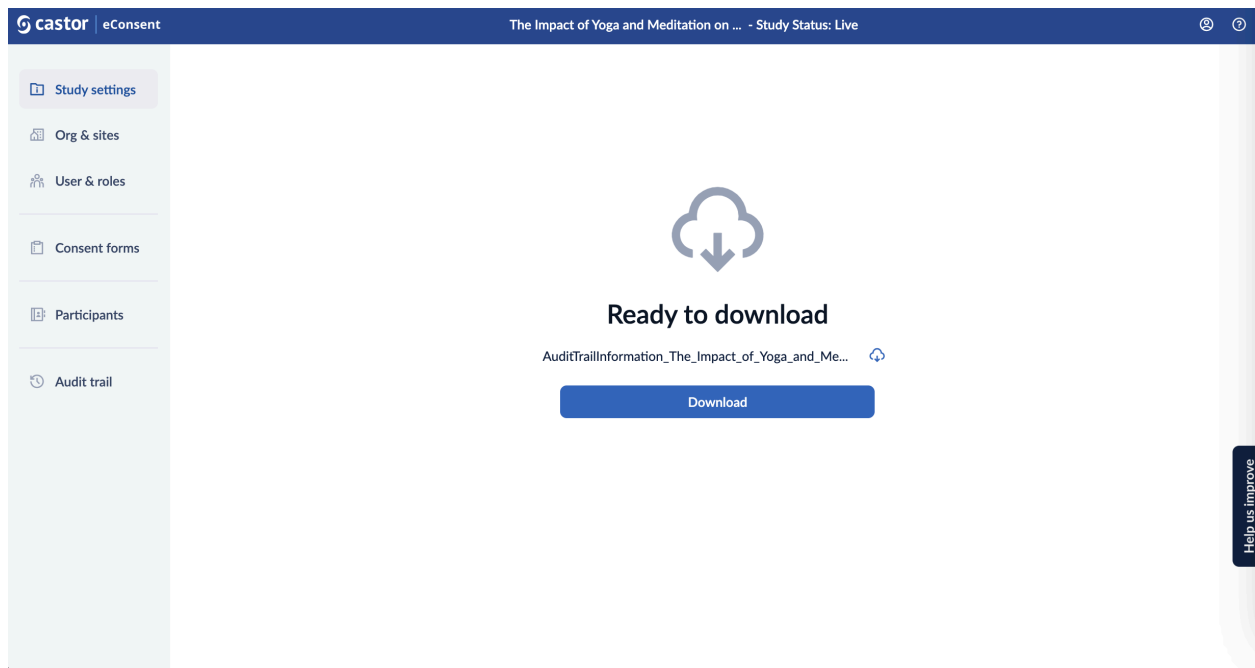 castor | eConsent
The Impact of Yoga and Meditation on ... - Study Status: Live
Study settings
Org & sites
User & roles
Consent forms
Participants
Audit trail
Ready to download
AuditTrailInformation_The_Impact_of_Yoga_and_Me...
Download
Help us improve